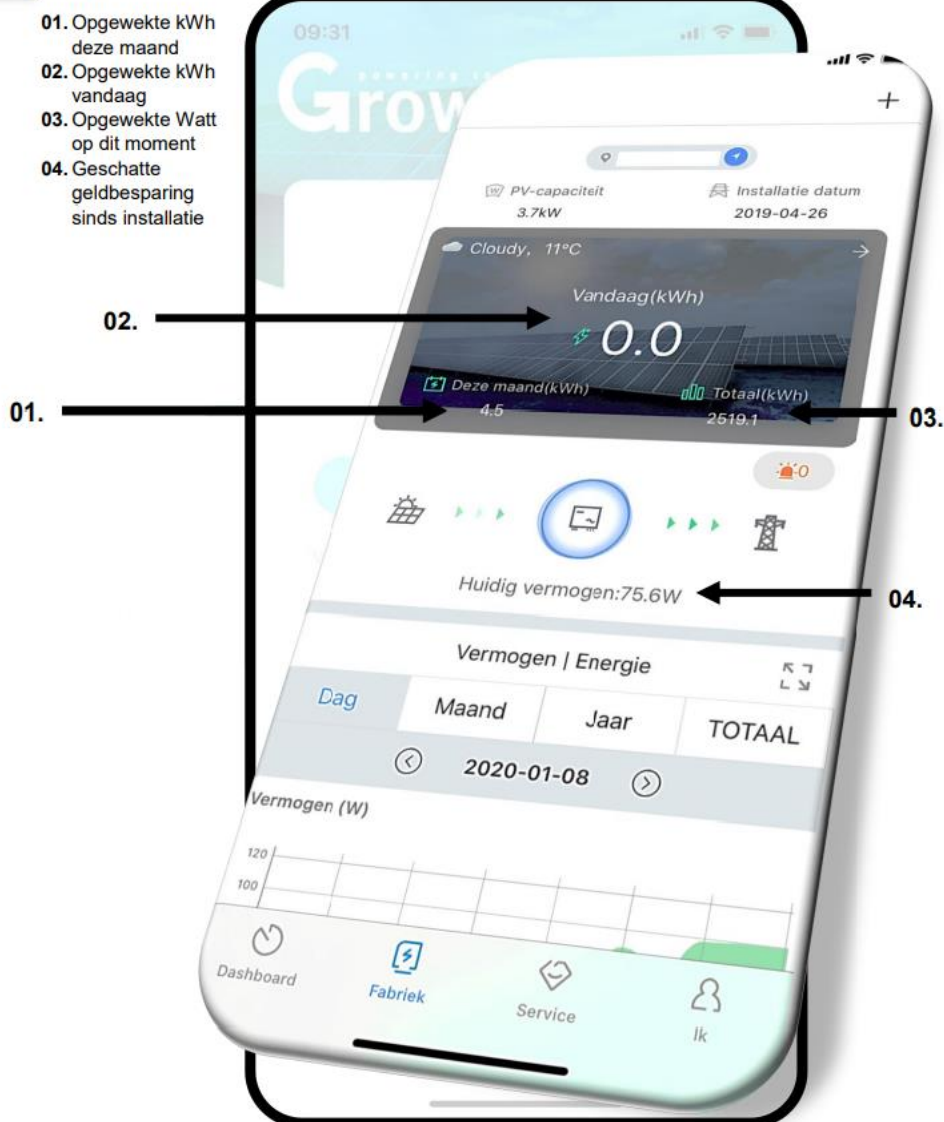 01. Opgewekte kWh
deze maand
02. Opgewekte kWh
vandaag
03. Opgewekte Watt
op dit moment
04. Geschatte
geldbesparing
sinds installatie
09:31
powering
Grow
+
PV-capaciteit
3.7kW
Installatie datum
2019-04-26
Cloudy, 11°C
Vandaag(kWh)
0.0
02.
Deze maand(kWh)
4.5
Totaal(kWh)
2519.1
01.
03.
0
Huidig vermogen:75.6W
04.
Vermogen | Energie
Dag
Maand
Jaar
TOTAAL
2020-01-08
Vermogen (W)
120
100
Dashboard
Fabriek
Service
Ik